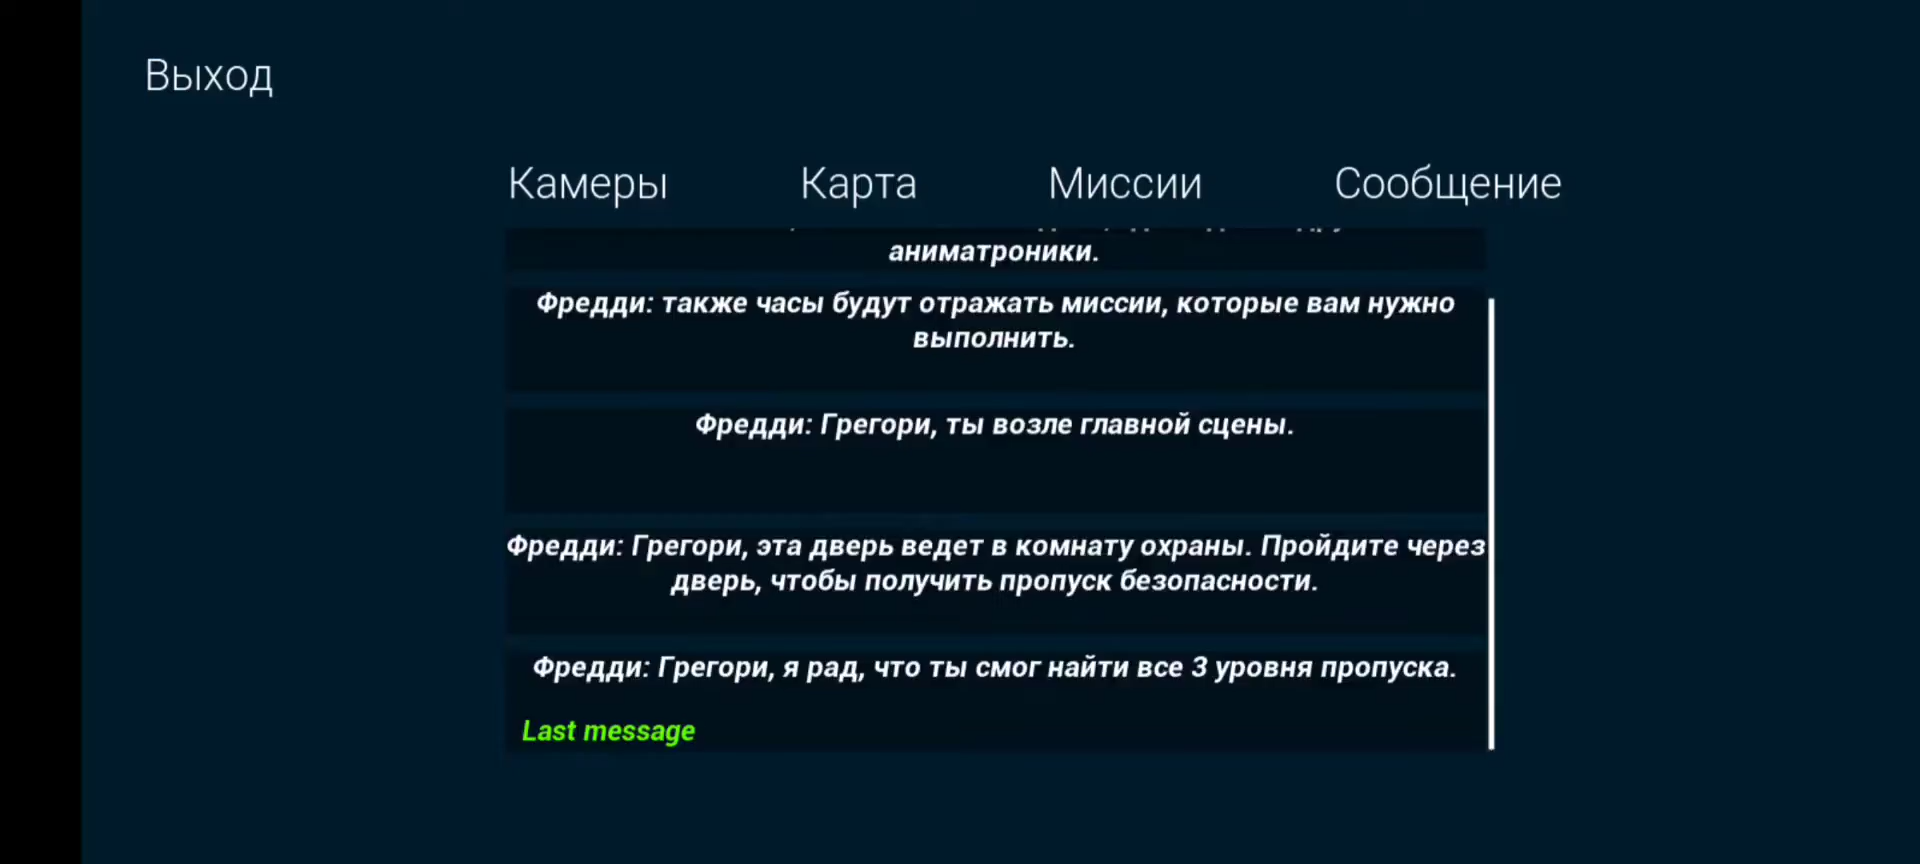 Выход
Камеры
Карта
Миссии
Сообщение
аниматроники.
Фредди: также часы будут отражать миссии, которые вам нужно
выполнить.
Фредди: Грегори, ты возле главной сцены.
Фредди: Грегори, эта дверь ведет в комнату охраны. Пройдите через
дверь, чтобы получить пропуск безопасности.
Фредди: Грегори, я рад, что ты смог найти все 3 уровня пропуска.
Last message